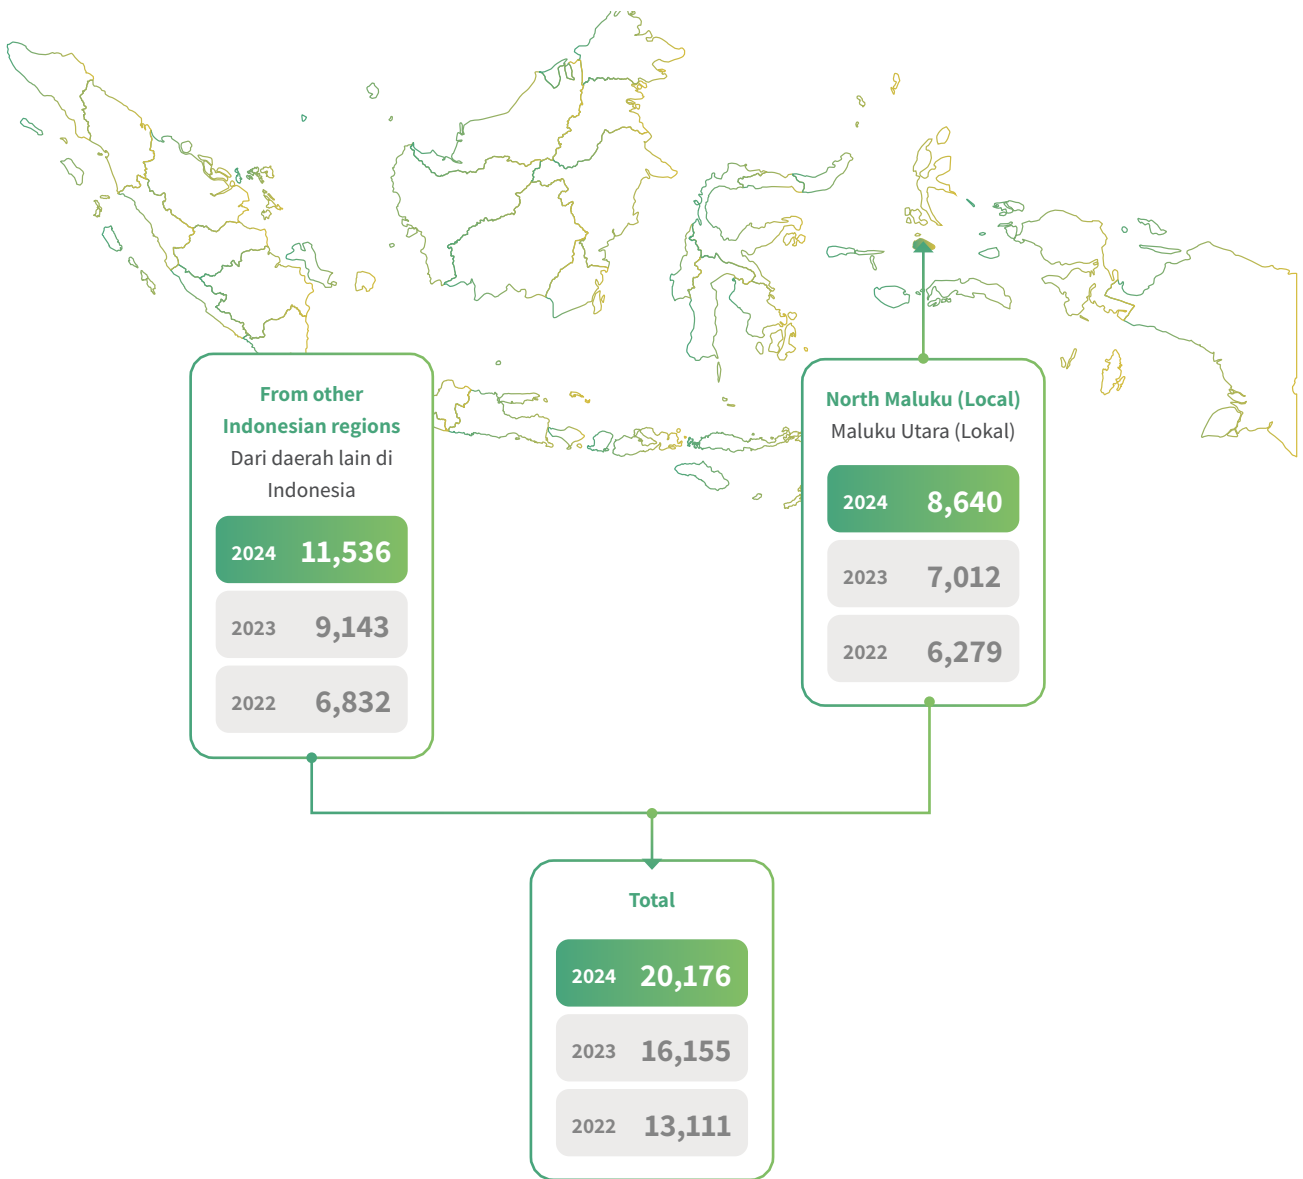 From other
Indonesian regions
Dari daerah lain di
Indonesia
2024 11,536
2023 9,143
2022 6,832
North Maluku (Local)
Maluku Utara (Lokal)
2024 8,640
2023 7,012
2022 6,279
Total
2024 20,176
2023 16,155
2022 13,111